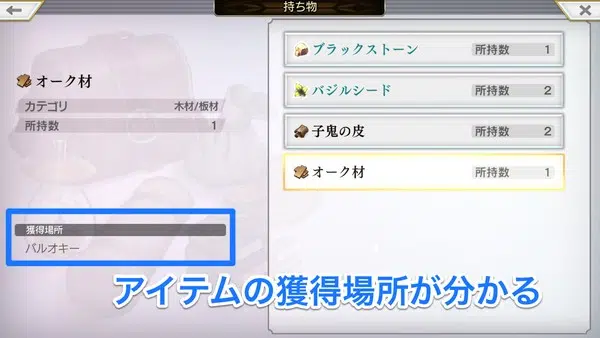 持ち物
オーク材
カテゴリ 木材/板材
所持数 1
獲得場所
バルオキー
ブラックストーン 所持数 1
バジルシード 所持数 2
子鬼の皮 所持数 2
オーク材 所持数 1
アイテムの獲得場所が分かる